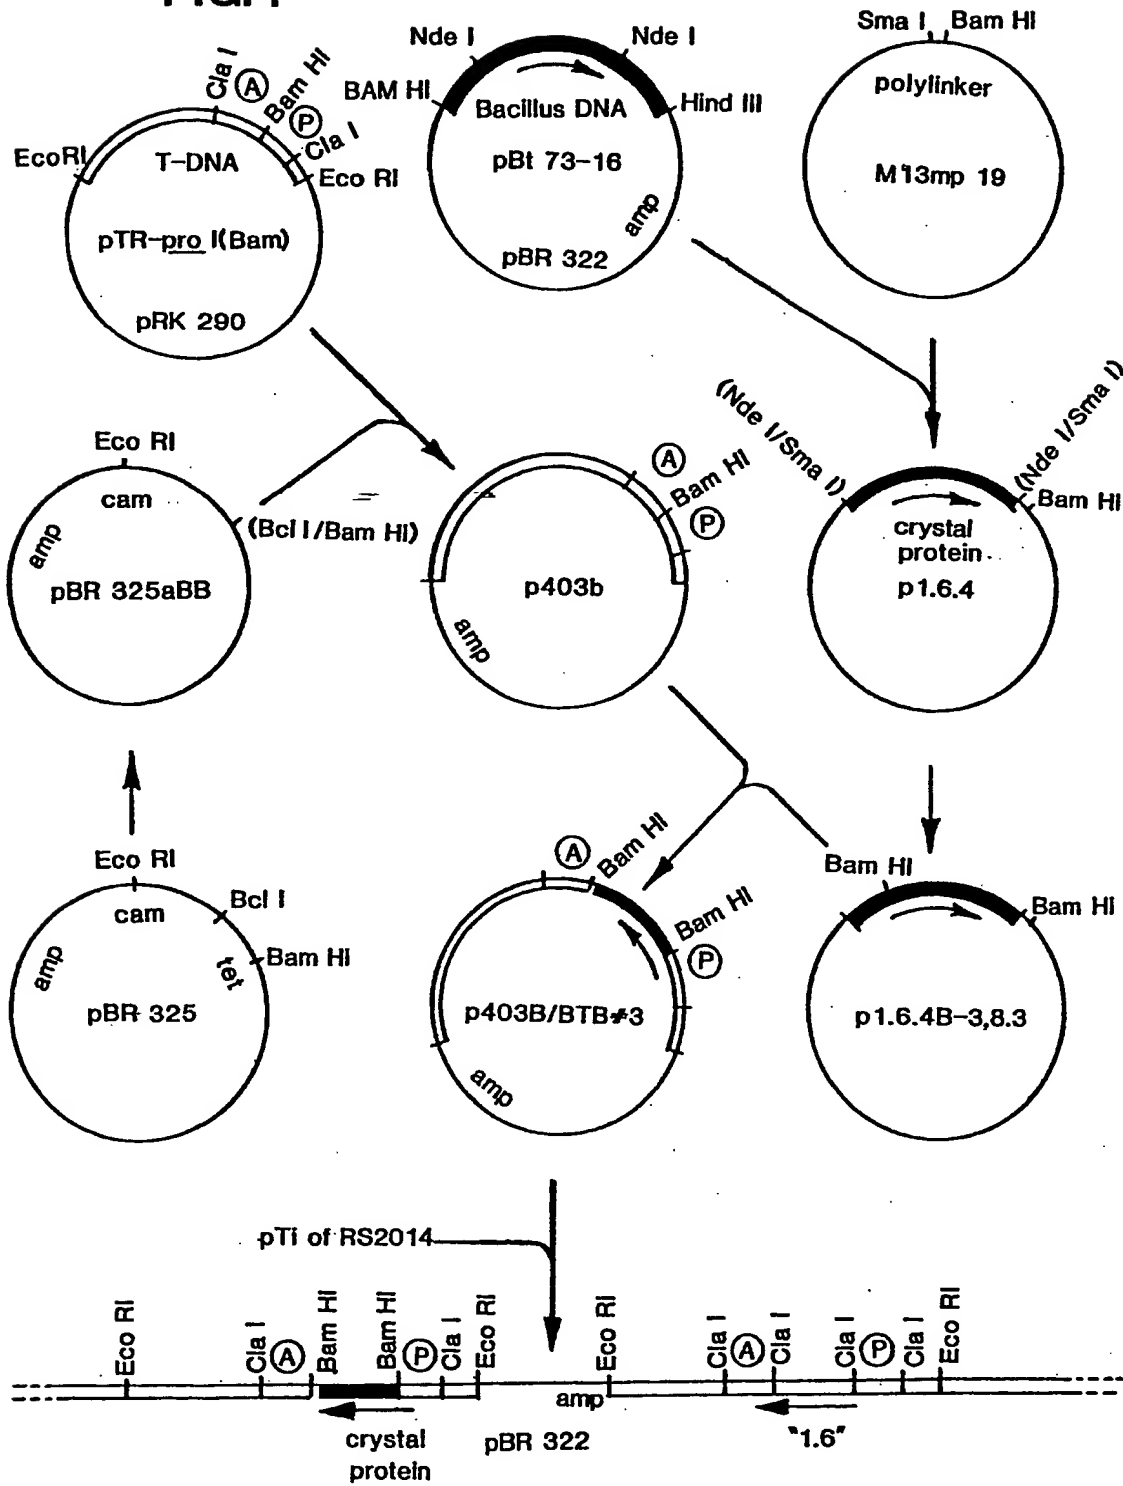 Sma I
Bam HI
polylinker
M13mp 19
Nde I
Nde I
BAM HI
Hind III
Bacillus DNA
pBt 73-16
amp
pBR 322
Cla I
A
Bam HI
P
Cla I
EcoRI
Eco RI
T-DNA
pTR-pro I(Bam)
pRK 290
Eco RI
cam
amp
(Bcl I/Bam HI)
pBR 325aBB
A
Bam HI
P
p403b
amp
(Nde I/Sma I)
(Nde I/Sma I)
Bam HI
crystal
protein
p1.6.4
Eco RI
cam
Bcl I
amp
tet
Bam HI
pBR 325
A
Bam HI
Bam HI
P
p403B/BTB#3
amp
Bam HI
Bam HI
p1.6.4B-3,8.3
pTi of RS2014
Eco RI
Cla I
A
Bam HI
Bam HI
P
Cla I
Eco RI
Eco RI
Cla I
A
Cla I
Cla I
P
Cla I
Eco RI
amp
crystal
protein
pBR 322
"1.6"